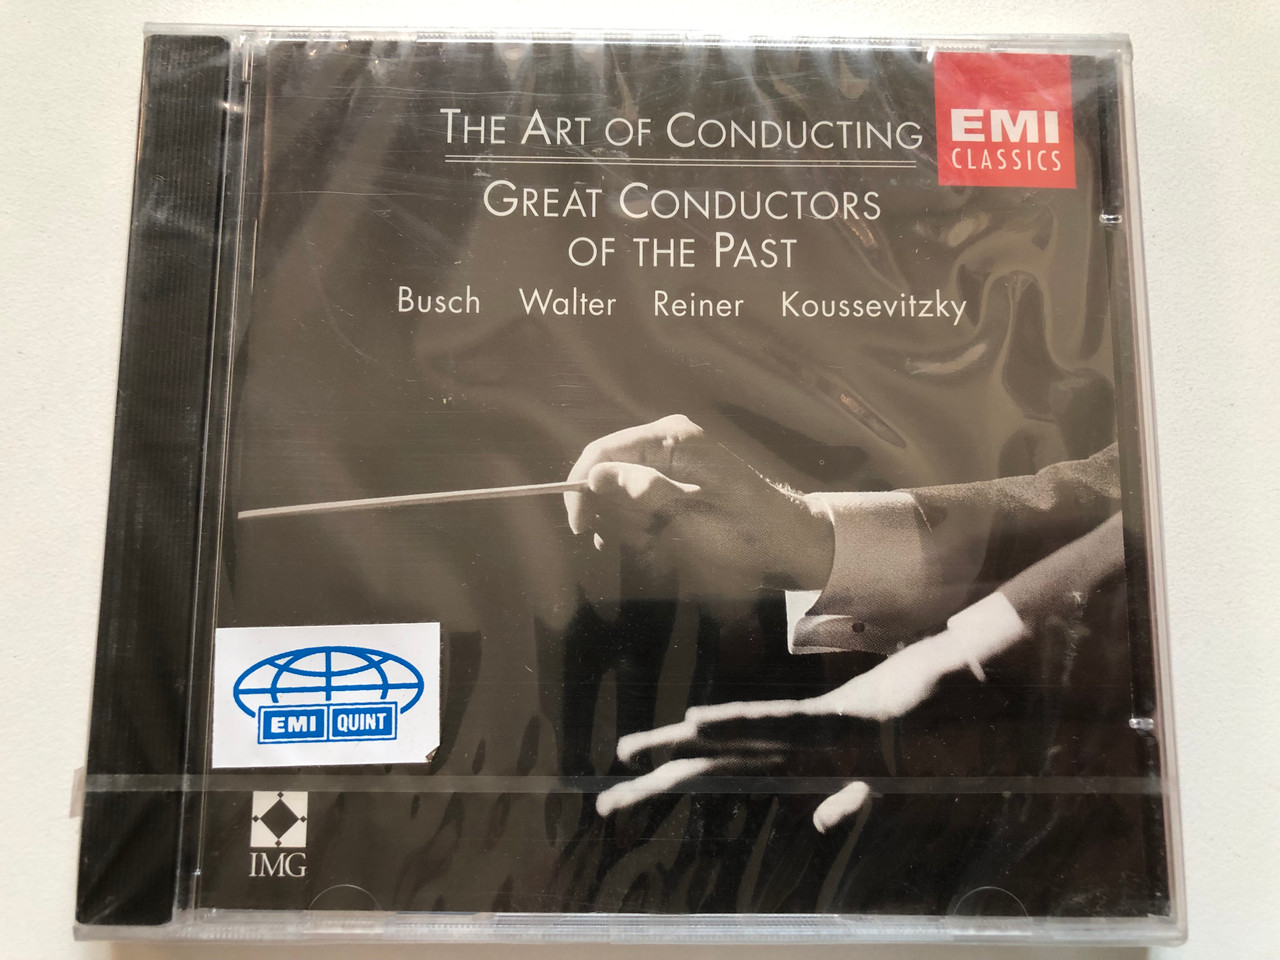 THE ART OF CONDUCTING
EMI
CLASSICS
GREAT CONDUCTORS
OF THE PAST
Busch Walter Reiner Koussevitzky
EMI QUINT
IMG